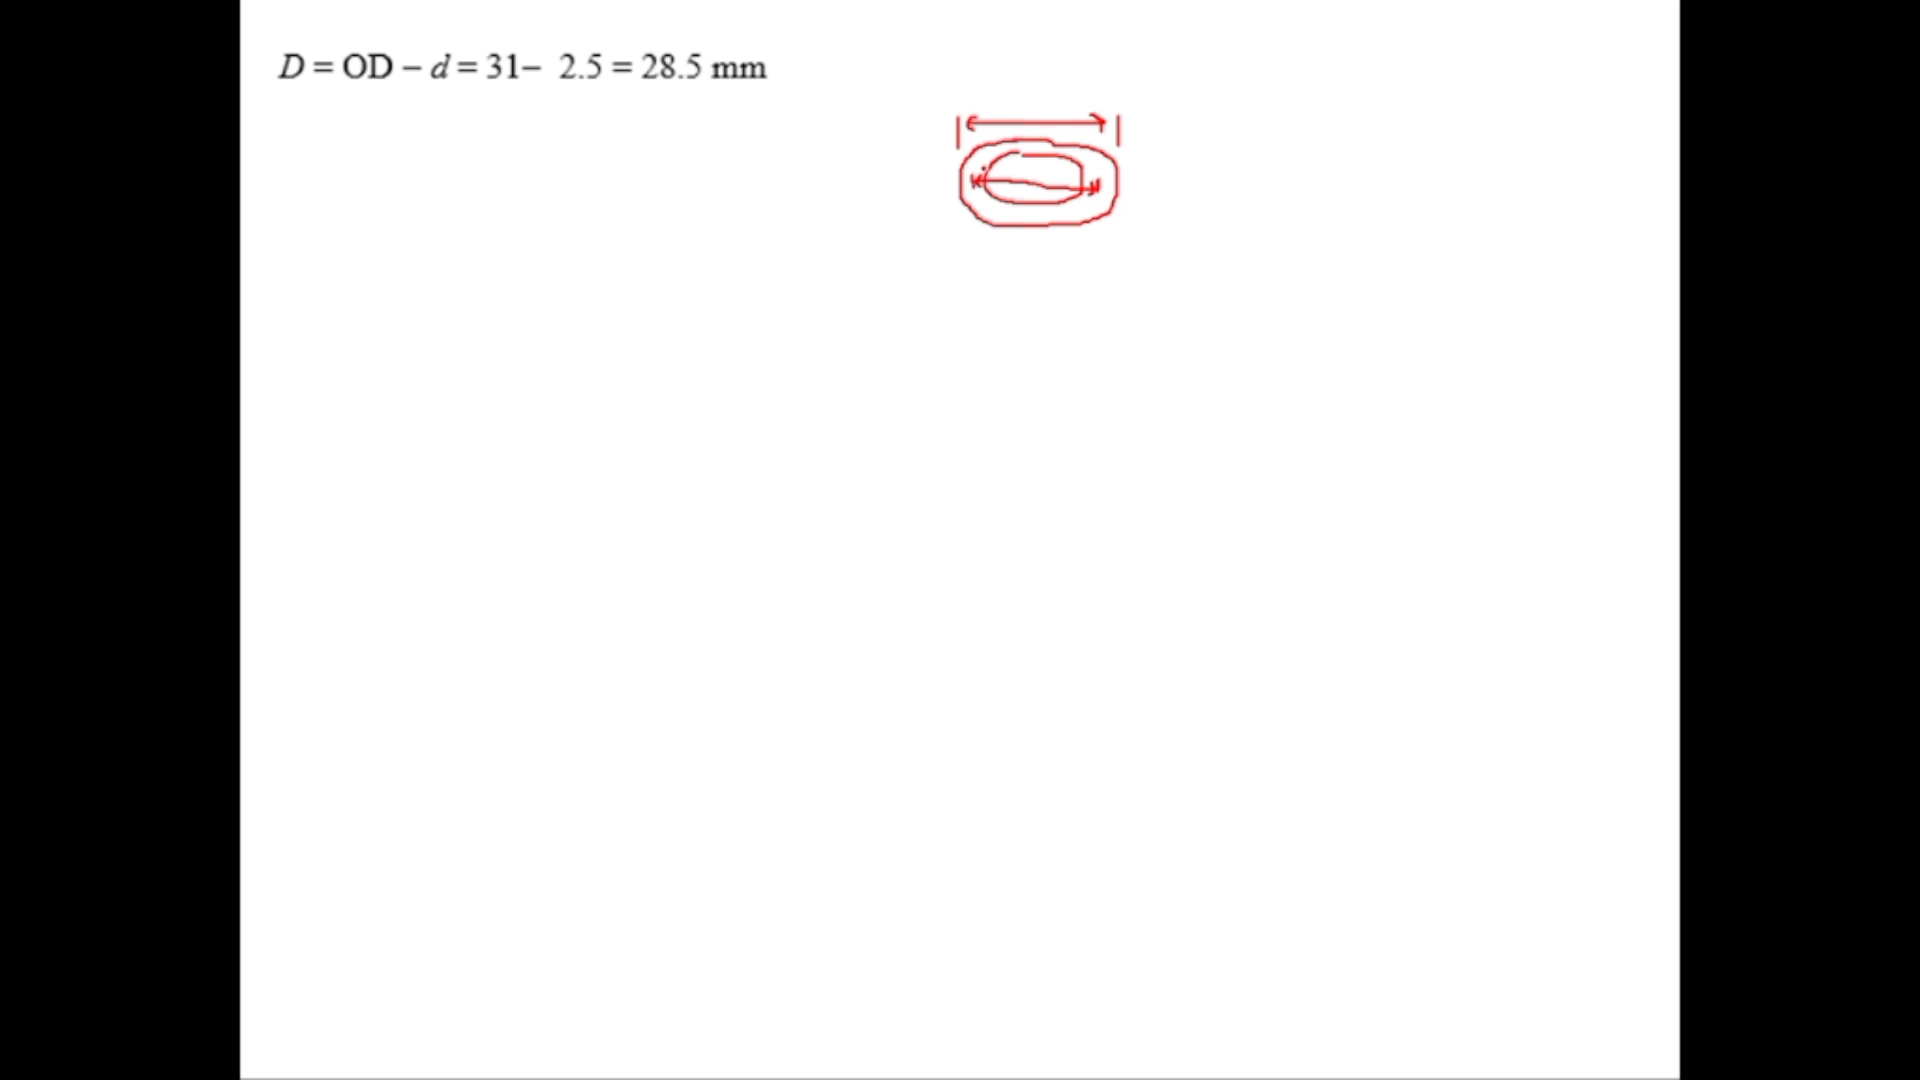 D = OD – d = 31– 2.5 = 28.5 mm